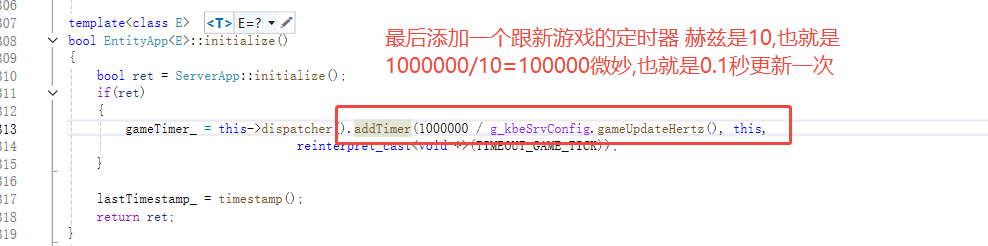 306
307 template<class E> <T> E=?
308 bool EntityApp<E>::initialize()
309 {
310 bool ret = ServerApp::initialize();
311 if(ret)
312 {
313 gameTimer_ = this->dispatcher().addTimer(1000000 / g_kbeSrvConfig.gameUpdateHertz(), this,
314 reinterpret_cast<void *>(TIMEOUT_GAME_TICK));
315 }
316
317 lastTimestamp_ = timestamp();
318 return ret;
319 }
最后添加一个跟新游戏的定时器 赫兹是10,也就是
1000000/10=100000微妙,也就是0.1秒更新一次